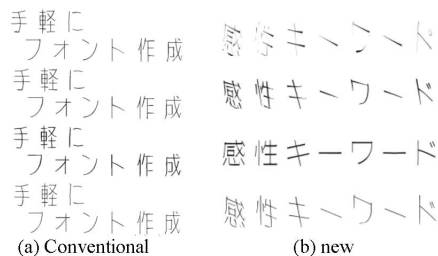 手軽に
フォント作成
手軽に
フォント作成
手軽に
フォント作成
手軽に
フォント作成
(a) Conventional
感性キーワード
感性キーワード
感性キーワード
感性キーワード
(b) new